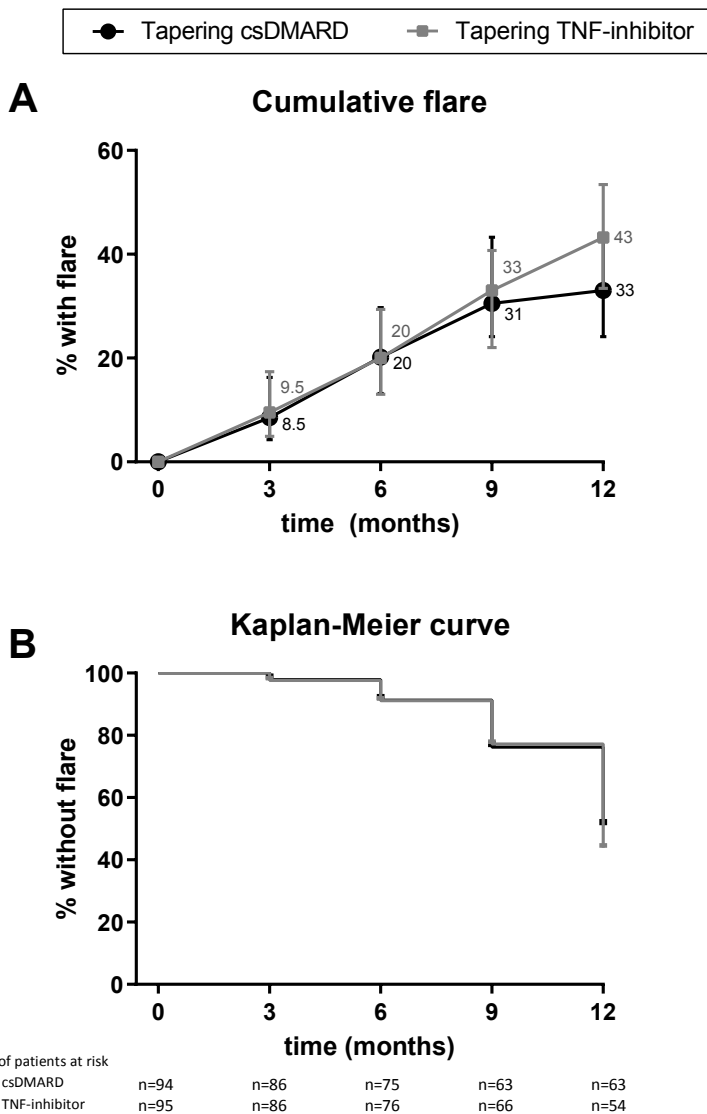 Tapering csDMARD Tapering TNF-inhibitor
A
Cumulative flare
% with flare
60
40
20
0
9.5
8.5
20
20
33
31
43
33
0 3 6 9 12
time (months)
B
Kaplan-Meier curve
% without flare
100
80
60
40
20
0
0 3 6 9 12
time (months)
of patients at risk
csDMARD n=94 n=86 n=75 n=63 n=63
TNF-inhibitor n=95 n=86 n=76 n=66 n=54